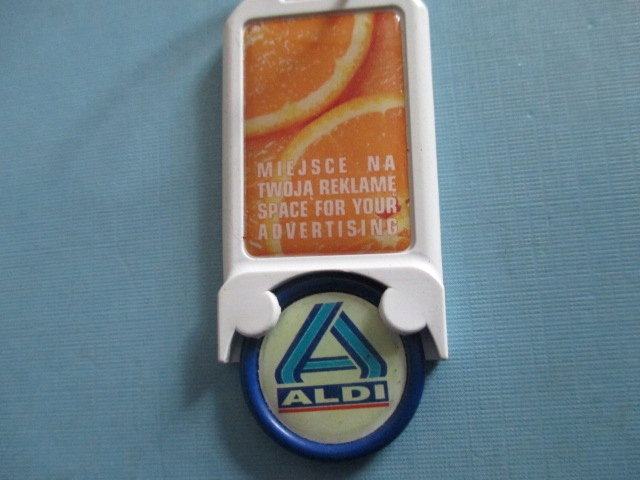 MIEJSCE NA
TWOJA REKLAME
SPACE FOR YOUR
ADVERTISING
ALDI